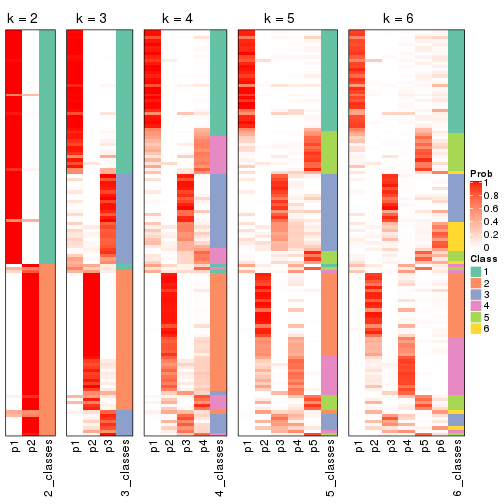 k = 2
k = 3
k = 4
k = 5
k = 6
Prob
1
0.8
0.6
0.4
0.2
0
Class
1
2
3
4
5
6
p1
p2
2_classes
p1
p2
p3
3_classes
p1
p2
p3
p4
4_classes
p1
p2
p3
p4
p5
5_classes
p1
p2
p3
p4
p5
p6
6_classes